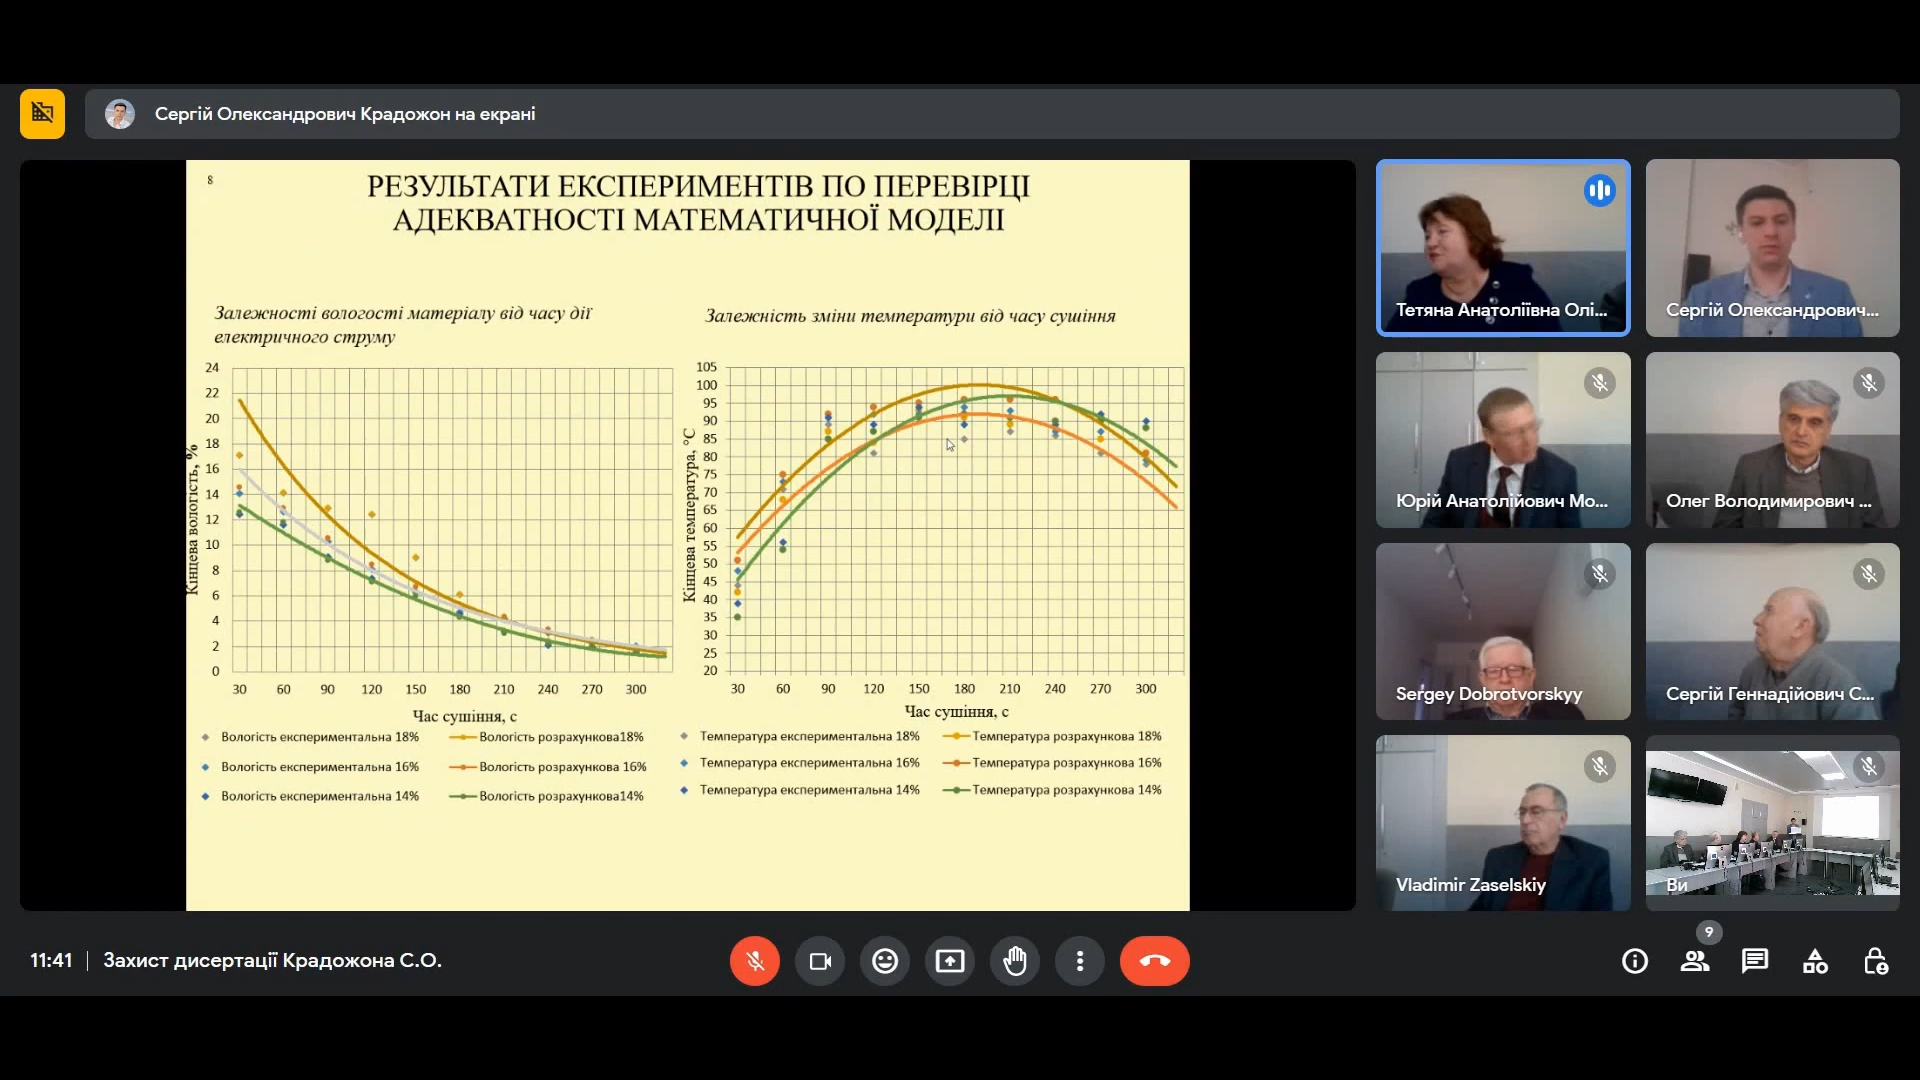 Сергій Олександрович Крадожон на екрані
8
РЕЗУЛЬТАТИ ЕКСПЕРИМЕНТІВ ПО ПЕРЕВІРЦІ
АДЕКВАТНОСТІ МАТЕМАТИЧНОЇ МОДЕЛІ
Залежності вологості матеріалу від часу дії
електричного струму
Кінцева вологість, %
24
22
20
18
16
14
12
10
8
6
4
2
0
30 60 90 120 150 180 210 240 270 300
Час сушіння, с
Вологість експериментальна 18%
Вологість розрахункова18%
Вологість експериментальна 16%
Вологість розрахункова 16%
Вологість експериментальна 14%
Вологість розрахункова14%
Залежність зміни температури від часу сушіння
Кінцева температура, °С
105
100
95
90
85
80
75
70
65
60
55
50
45
40
35
30
25
20
30 60 90 120 150 180 210 240 270 300
Час сушіння, с
Температура експериментальна 18%
Температура розрахункова 18%
Температура експериментальна 16%
Температура розрахункова 16%
Температура експериментальна 14%
Температура розрахункова 14%
Тетяна Анатоліївна Олі...
Сергій Олександрович...
Юрій Анатолійович Мо...
Олег Володимирович ...
Sergey Dobrotvorskyy
Сергій Геннадійович С...
Vladimir Zaselskiy
Ви
11:41
Захист дисертації Крадожона С.О.
9